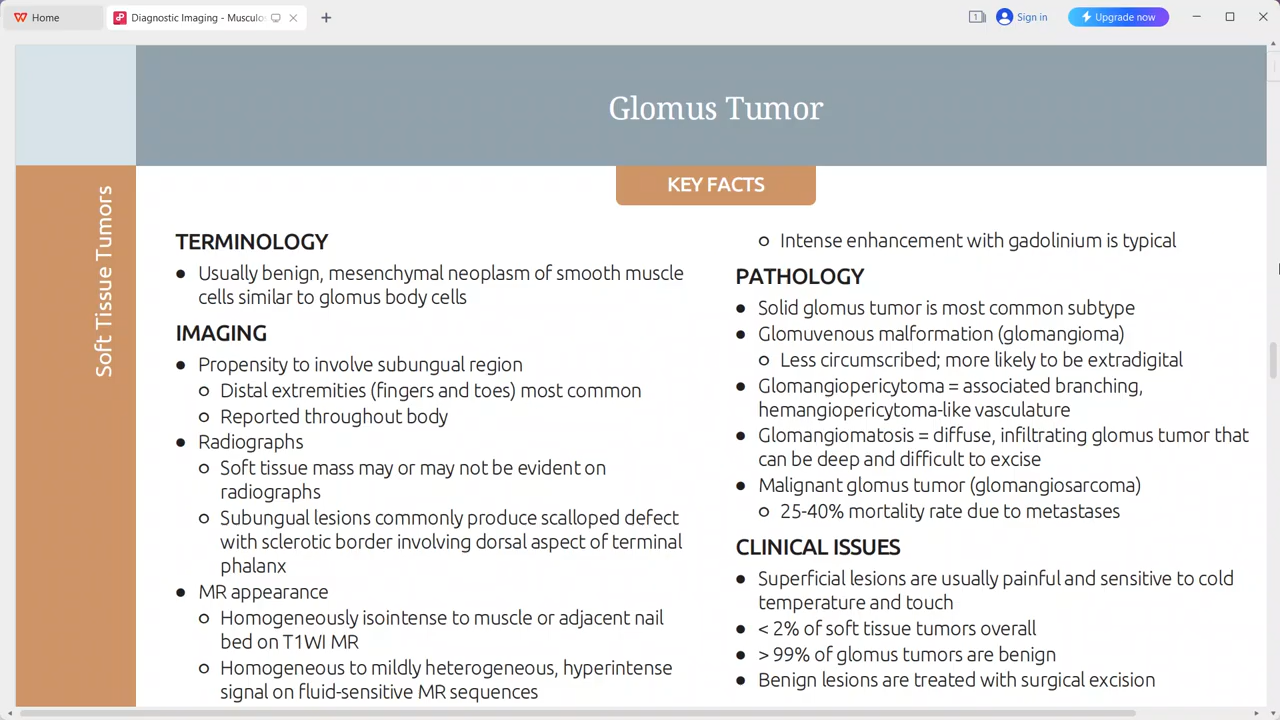 Home
Diagnostic Imaging - Musculo
Sign in
Upgrade now
Glomus Tumor
Soft Tissue Tumors
KEY FACTS
TERMINOLOGY
● Usually benign, mesenchymal neoplasm of smooth muscle
cells similar to glomus body cells
IMAGING
● Propensity to involve subungual region
○ Distal extremities (fingers and toes) most common
○ Reported throughout body
● Radiographs
○ Soft tissue mass may or may not be evident on
radiographs
○ Subungual lesions commonly produce scalloped defect
with sclerotic border involving dorsal aspect of terminal
phalanx
● MR appearance
○ Homogeneously isointense to muscle or adjacent nail
bed on T1WI MR
○ Homogeneous to mildly heterogeneous, hyperintense
signal on fluid-sensitive MR sequences
○ Intense enhancement with gadolinium is typical
PATHOLOGY
● Solid glomus tumor is most common subtype
● Glomuvenous malformation (glomangioma)
○ Less circumscribed; more likely to be extradigital
● Glomangiopericytoma = associated branching,
hemangiopericytoma-like vasculature
● Glomangiomatosis = diffuse, infiltrating glomus tumor that
can be deep and difficult to excise
● Malignant glomus tumor (glomangiosarcoma)
○ 25-40% mortality rate due to metastases
CLINICAL ISSUES
● Superficial lesions are usually painful and sensitive to cold
temperature and touch
● < 2% of soft tissue tumors overall
● > 99% of glomus tumors are benign
● Benign lesions are treated with surgical excision